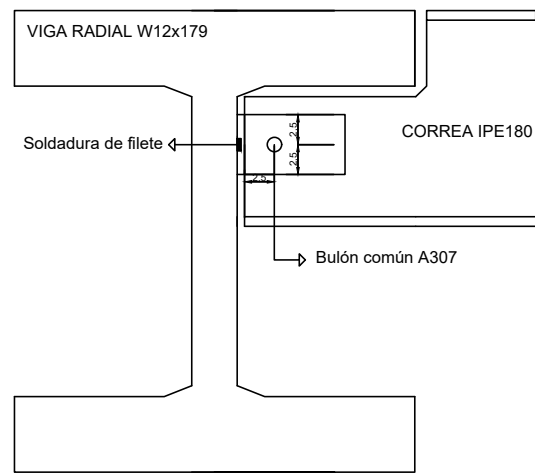 VIGA RADIAL W12x179
CORREA IPE180
Soldadura de filete
2,5
2,5
2,5
Bulón común A307